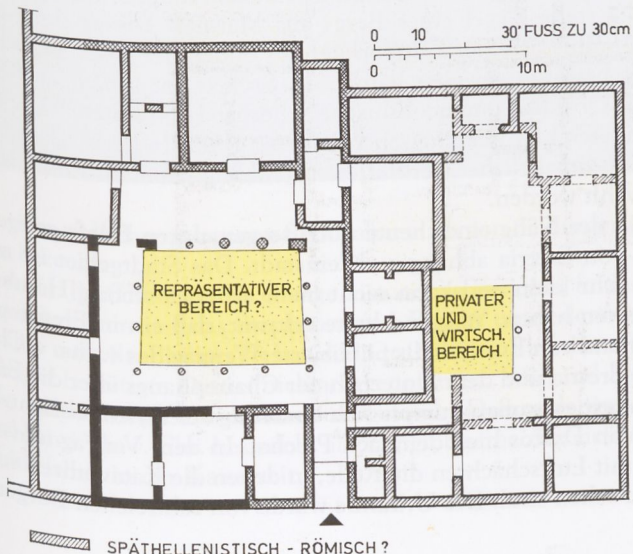 0 10 30' FUSS ZU 30cm
0 10m
REPRÄSENTATIVER
BEREICH ?
PRIVATER
UND
WIRTSCH.
BEREICH
SPÄTHELLENISTISCH - RÖMISCH ?